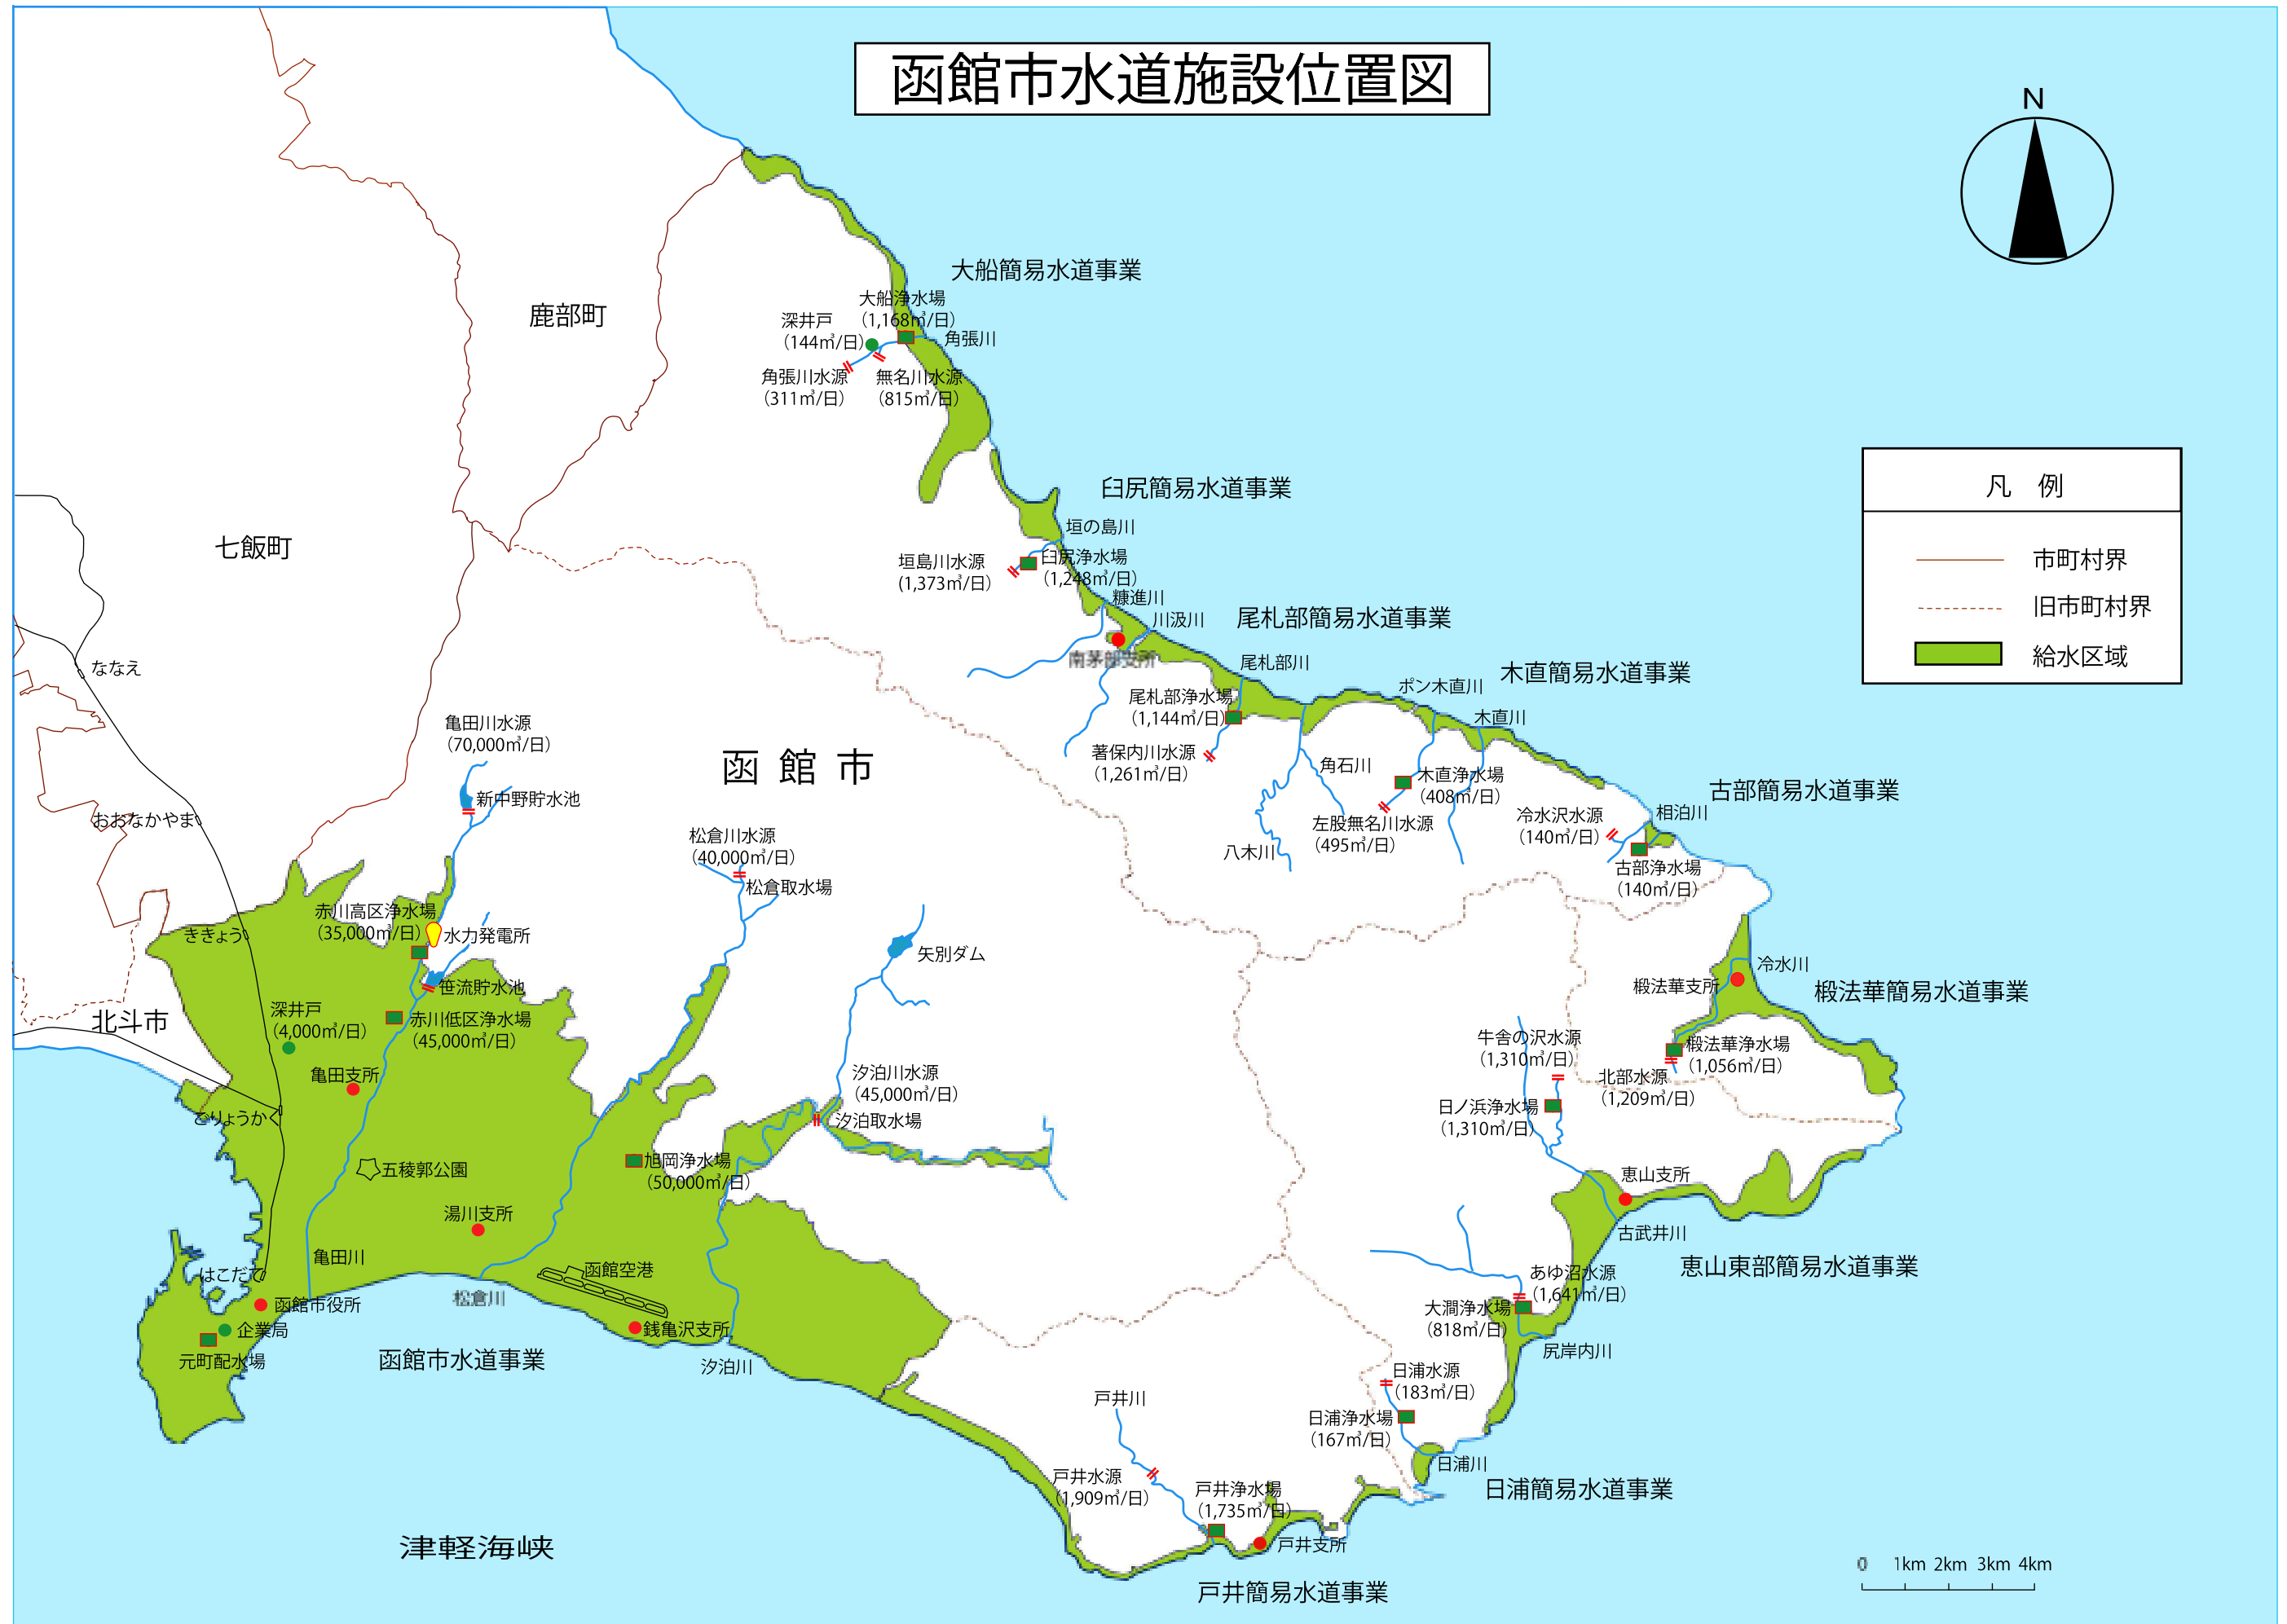 函館市水道施設位置図
N
大船簡易水道事業
大船浄水場
（1,168㎥/日）
深井戸
（144㎥/日）
角張川
角張川水源
（311㎥/日）
無名川水源
（815㎥/日）
鹿部町
臼尻簡易水道事業
垣の島川
垣島川水源
(1,373㎥/日）
臼尻浄水場
（1,248㎥/日）
糠進川
川汲川
尾札部簡易水道事業
南茅部支所
尾札部川
木直簡易水道事業
ポン木直川
尾札部浄水場
（1,144㎥/日）
木直川
著保内川水源
（1,261㎥/日）
角石川
木直浄水場
（408㎥/日）
左股無名川水源
（495㎥/日）
八木川
古部簡易水道事業
相泊川
冷水沢水源
（140㎥/日）
古部浄水場
（140㎥/日）
凡　例
市町村界
旧市町村界
給水区域
七飯町
ななえ
おおなかやま
亀田川水源
（70,000㎥/日）
新中野貯水池
函館市
松倉川水源
（40,000㎥/日）
松倉取水場
赤川高区浄水場
（35,000㎥/日）
水力発電所
ききょう
矢別ダム
笹流貯水池
北斗市
深井戸
（4,000㎥/日）
赤川低区浄水場
（45,000㎥/日）
亀田支所
ごりょうかく
汐泊川水源
（45,000㎥/日）
汐泊取水場
五稜郭公園
旭岡浄水場
（50,000㎥/日）
湯川支所
亀田川
はこだて
函館空港
松倉川
函館市役所
企業局
元町配水場
銭亀沢支所
函館市水道事業
汐泊川
冷水川
椴法華支所
椴法華簡易水道事業
牛舎の沢水源
（1,310㎥/日）
椴法華浄水場
（1,056㎥/日）
北部水源
（1,209㎥/日）
日ノ浜浄水場
（1,310㎥/日）
恵山支所
古武井川
恵山東部簡易水道事業
あゆ沼水源
（1,641㎥/日）
大澗浄水場
（818㎥/日）
尻岸内川
日浦水源
（183㎥/日）
日浦浄水場
（167㎥/日）
日浦川
日浦簡易水道事業
戸井川
戸井水源
（1,909㎥/日）
戸井浄水場
（1,735㎥/日）
戸井支所
戸井簡易水道事業
津軽海峡
0 1km 2km 3km 4km